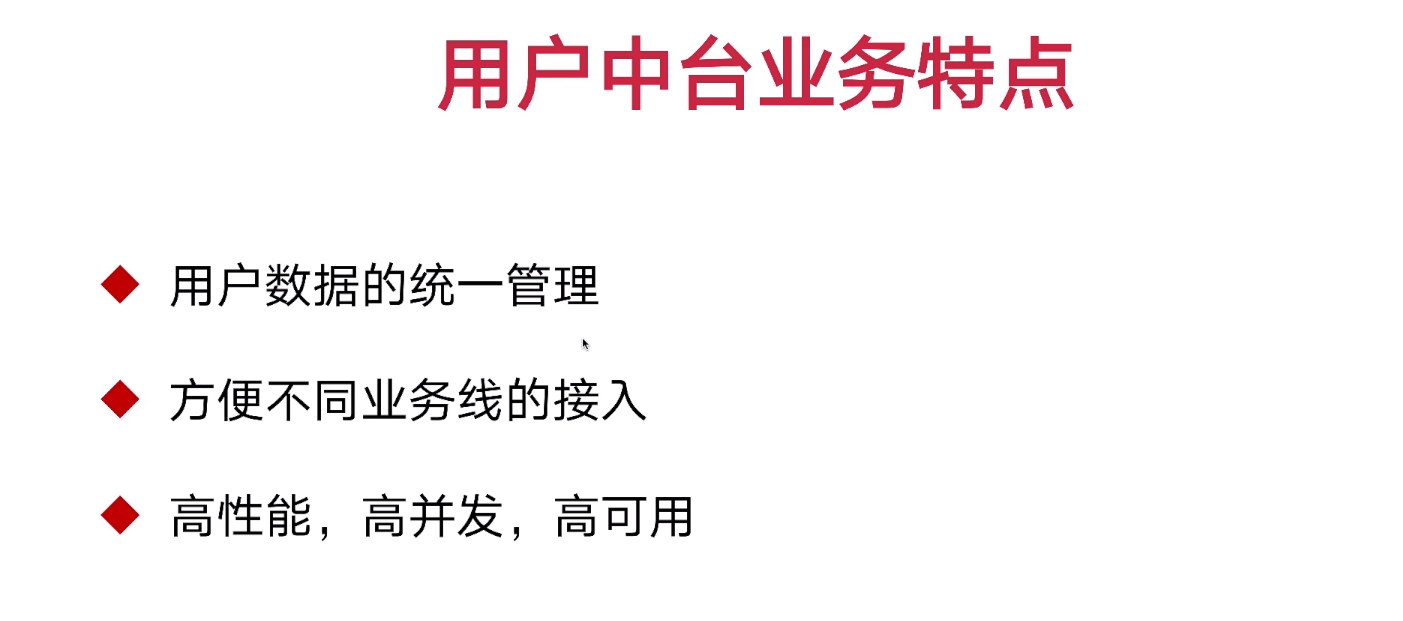 用户中台业务特点
用户数据的统一管理
方便不同业务线的接入
高性能，高并发，高可用